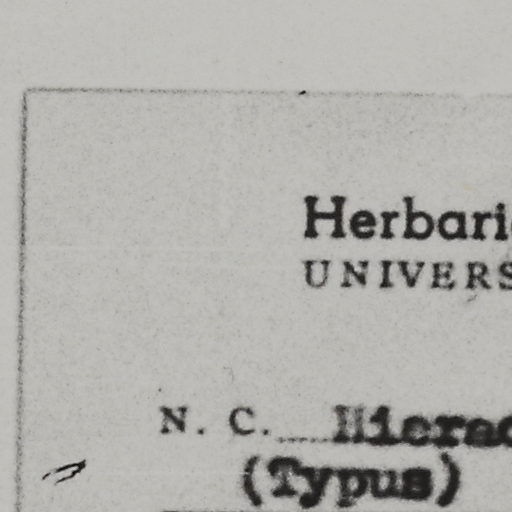 Herbari
UNIVERS
N. C. Hierac
(Typus)